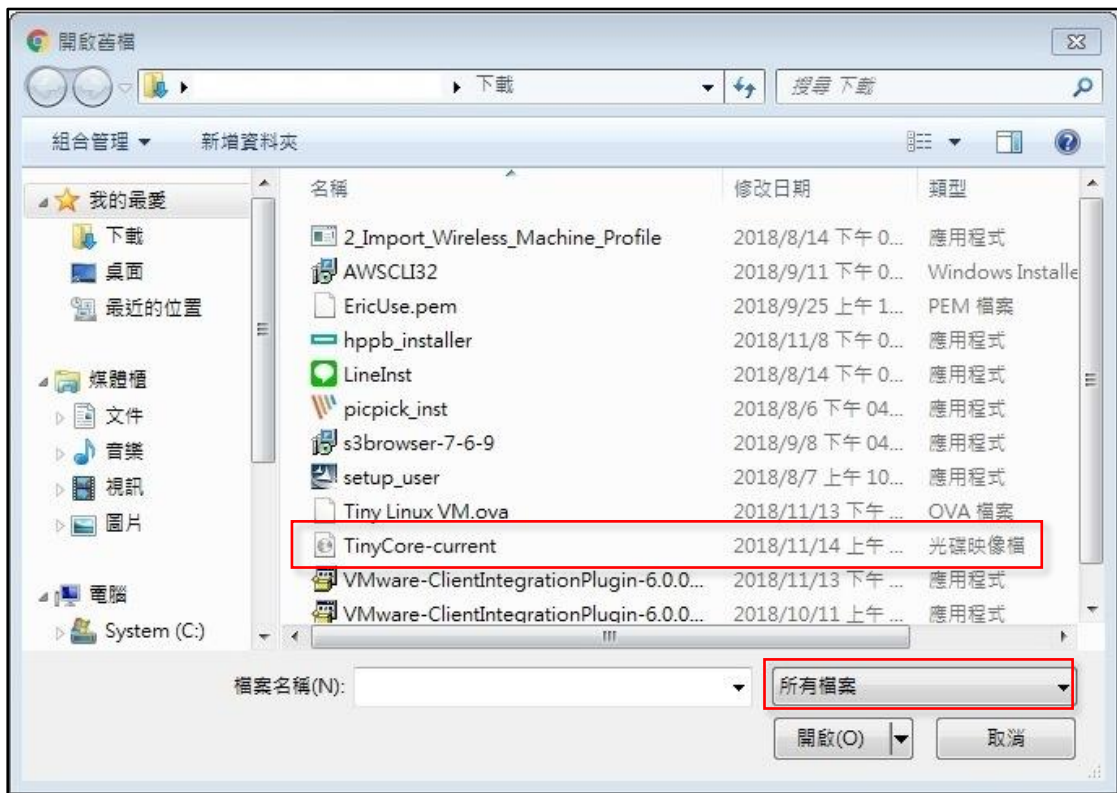 開啟舊檔
下載
搜尋 下載
組合管理
新增資料夾
我的最愛
下載
桌面
最近的位置
媒體櫃
文件
音樂
視訊
圖片
電腦
System (C:)
名稱 修改日期 類型
2_Import_Wireless_Machine_Profile 2018/8/14 下午 0... 應用程式
AWSCLI32 2018/9/11 下午 0... Windows Installe
EricUse.pem 2018/9/25 上午 1... PEM 檔案
hppb_installer 2018/11/8 下午 0... 應用程式
LineInst 2018/8/14 下午 0... 應用程式
picpick_inst 2018/8/6 下午 04... 應用程式
s3browser-7-6-9 2018/9/8 下午 04... 應用程式
setup_user 2018/8/7 上午 10... 應用程式
Tiny Linux VM.ova 2018/11/13 下午 ... OVA 檔案
TinyCore-current 2018/11/14 上午 ... 光碟映像檔
VMware-ClientIntegrationPlugin-6.0.0... 2018/11/13 下午 ... 應用程式
VMware-ClientIntegrationPlugin-6.0.0... 2018/10/11 上午 ... 應用程式
檔案名稱(N):
所有檔案
開啟(O)
取消